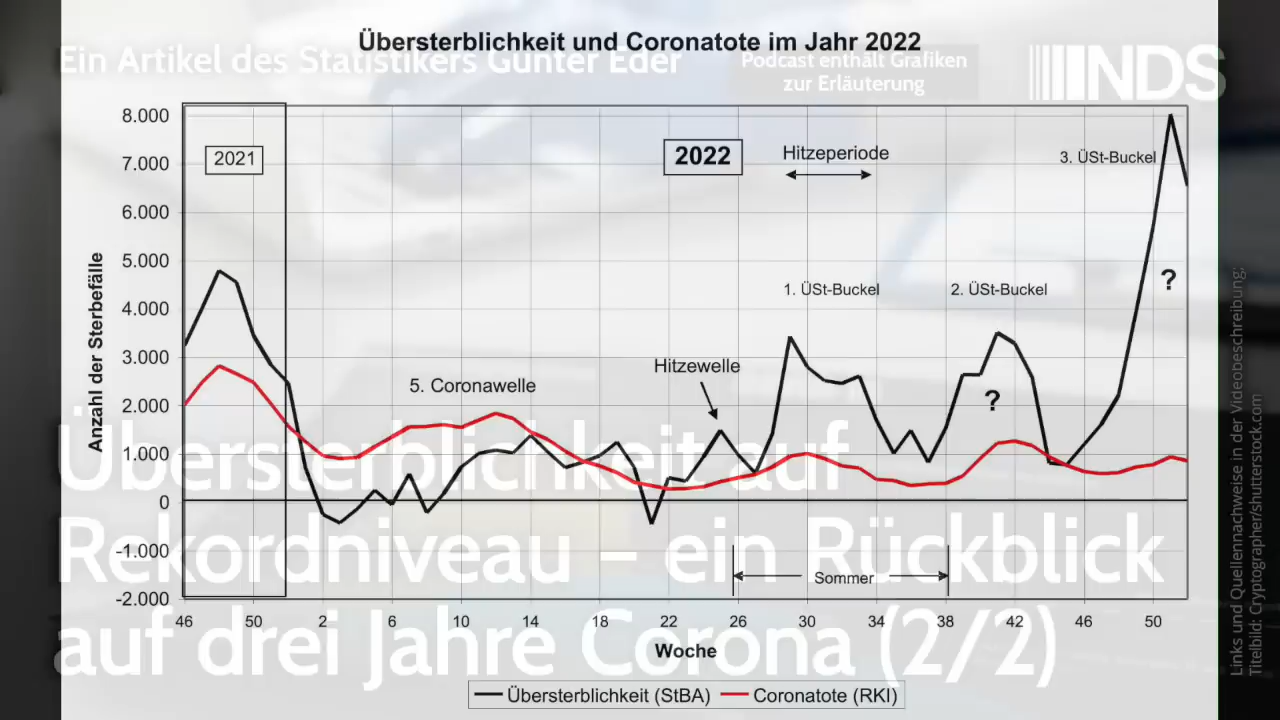 Übersterblichkeit und Coronatote im Jahr 2022
Ein Artikel des Statistikers Günter Eder
Podcast enthält Grafiken
zur Erläuterung
NDS
8.000
7.000
6.000
5.000
4.000
3.000
2.000
1.000
0
-1.000
-2.000
Anzahl der Sterbefälle
2021
2022
Hitzeperiode
3. ÜSt-Buckel
1. ÜSt-Buckel
2. ÜSt-Buckel
?
Hitzewelle
5. Coronawelle
?
Übersterblichkeit auf
Rekordniveau – ein Rückblick
auf drei Jahre Corona (2/2)
Sommer
46 50 2 6 10 14 18 22 26 30 34 38 42 46 50
Woche
Übersterblichkeit (StBA) Coronatote (RKI)
Links und Quellennachweise in der Videobeschreibung;
Titelbild: Cryptographer/shutterstock.com